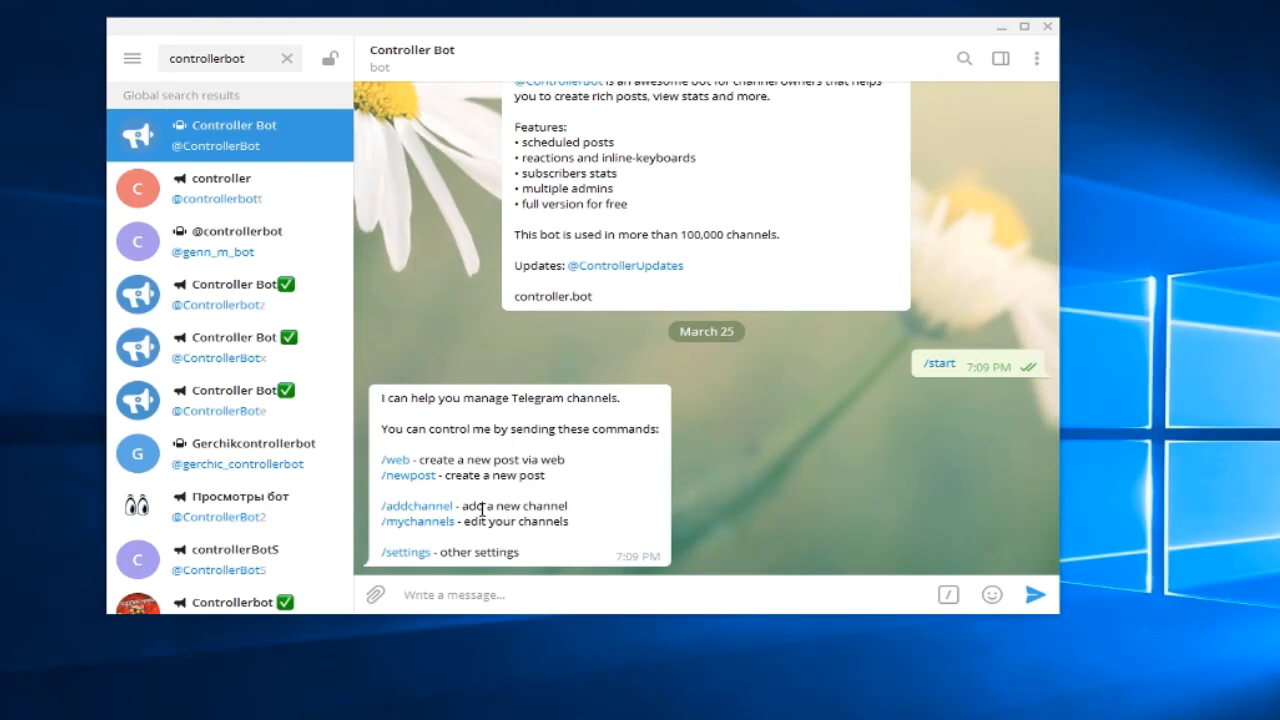 controllerbot
Global search results
Controller Bot
@ControllerBot
controller
@controllerbott
@controllerbot
@genn_m_bot
Controller Bot✅
@Controllerbotz
Controller Bot ✅
@ControllerBotx
Controller Bot✅
@ControllerBote
Gerchikcontrollerbot
@gerchic_controllerbot
Просмотры бот
@ControllerBot2
controllerBotS
@ControllerBotS
Controllerbot ✅
Controller Bot
bot
@ControllerBot is an awesome bot for channel owners that helps
you to create rich posts, view stats and more.
Features:
• scheduled posts
• reactions and inline-keyboards
• subscribers stats
• multiple admins
• full version for free
This bot is used in more than 100,000 channels.
Updates: @ControllerUpdates
controller.bot
March 25
/start 7:09 PM
I can help you manage Telegram channels.
You can control me by sending these commands:
/web - create a new post via web
/newpost - create a new post
/addchannel - add a new channel
/mychannels - edit your channels
/settings - other settings
7:09 PM
Write a message...
C
C
G
C